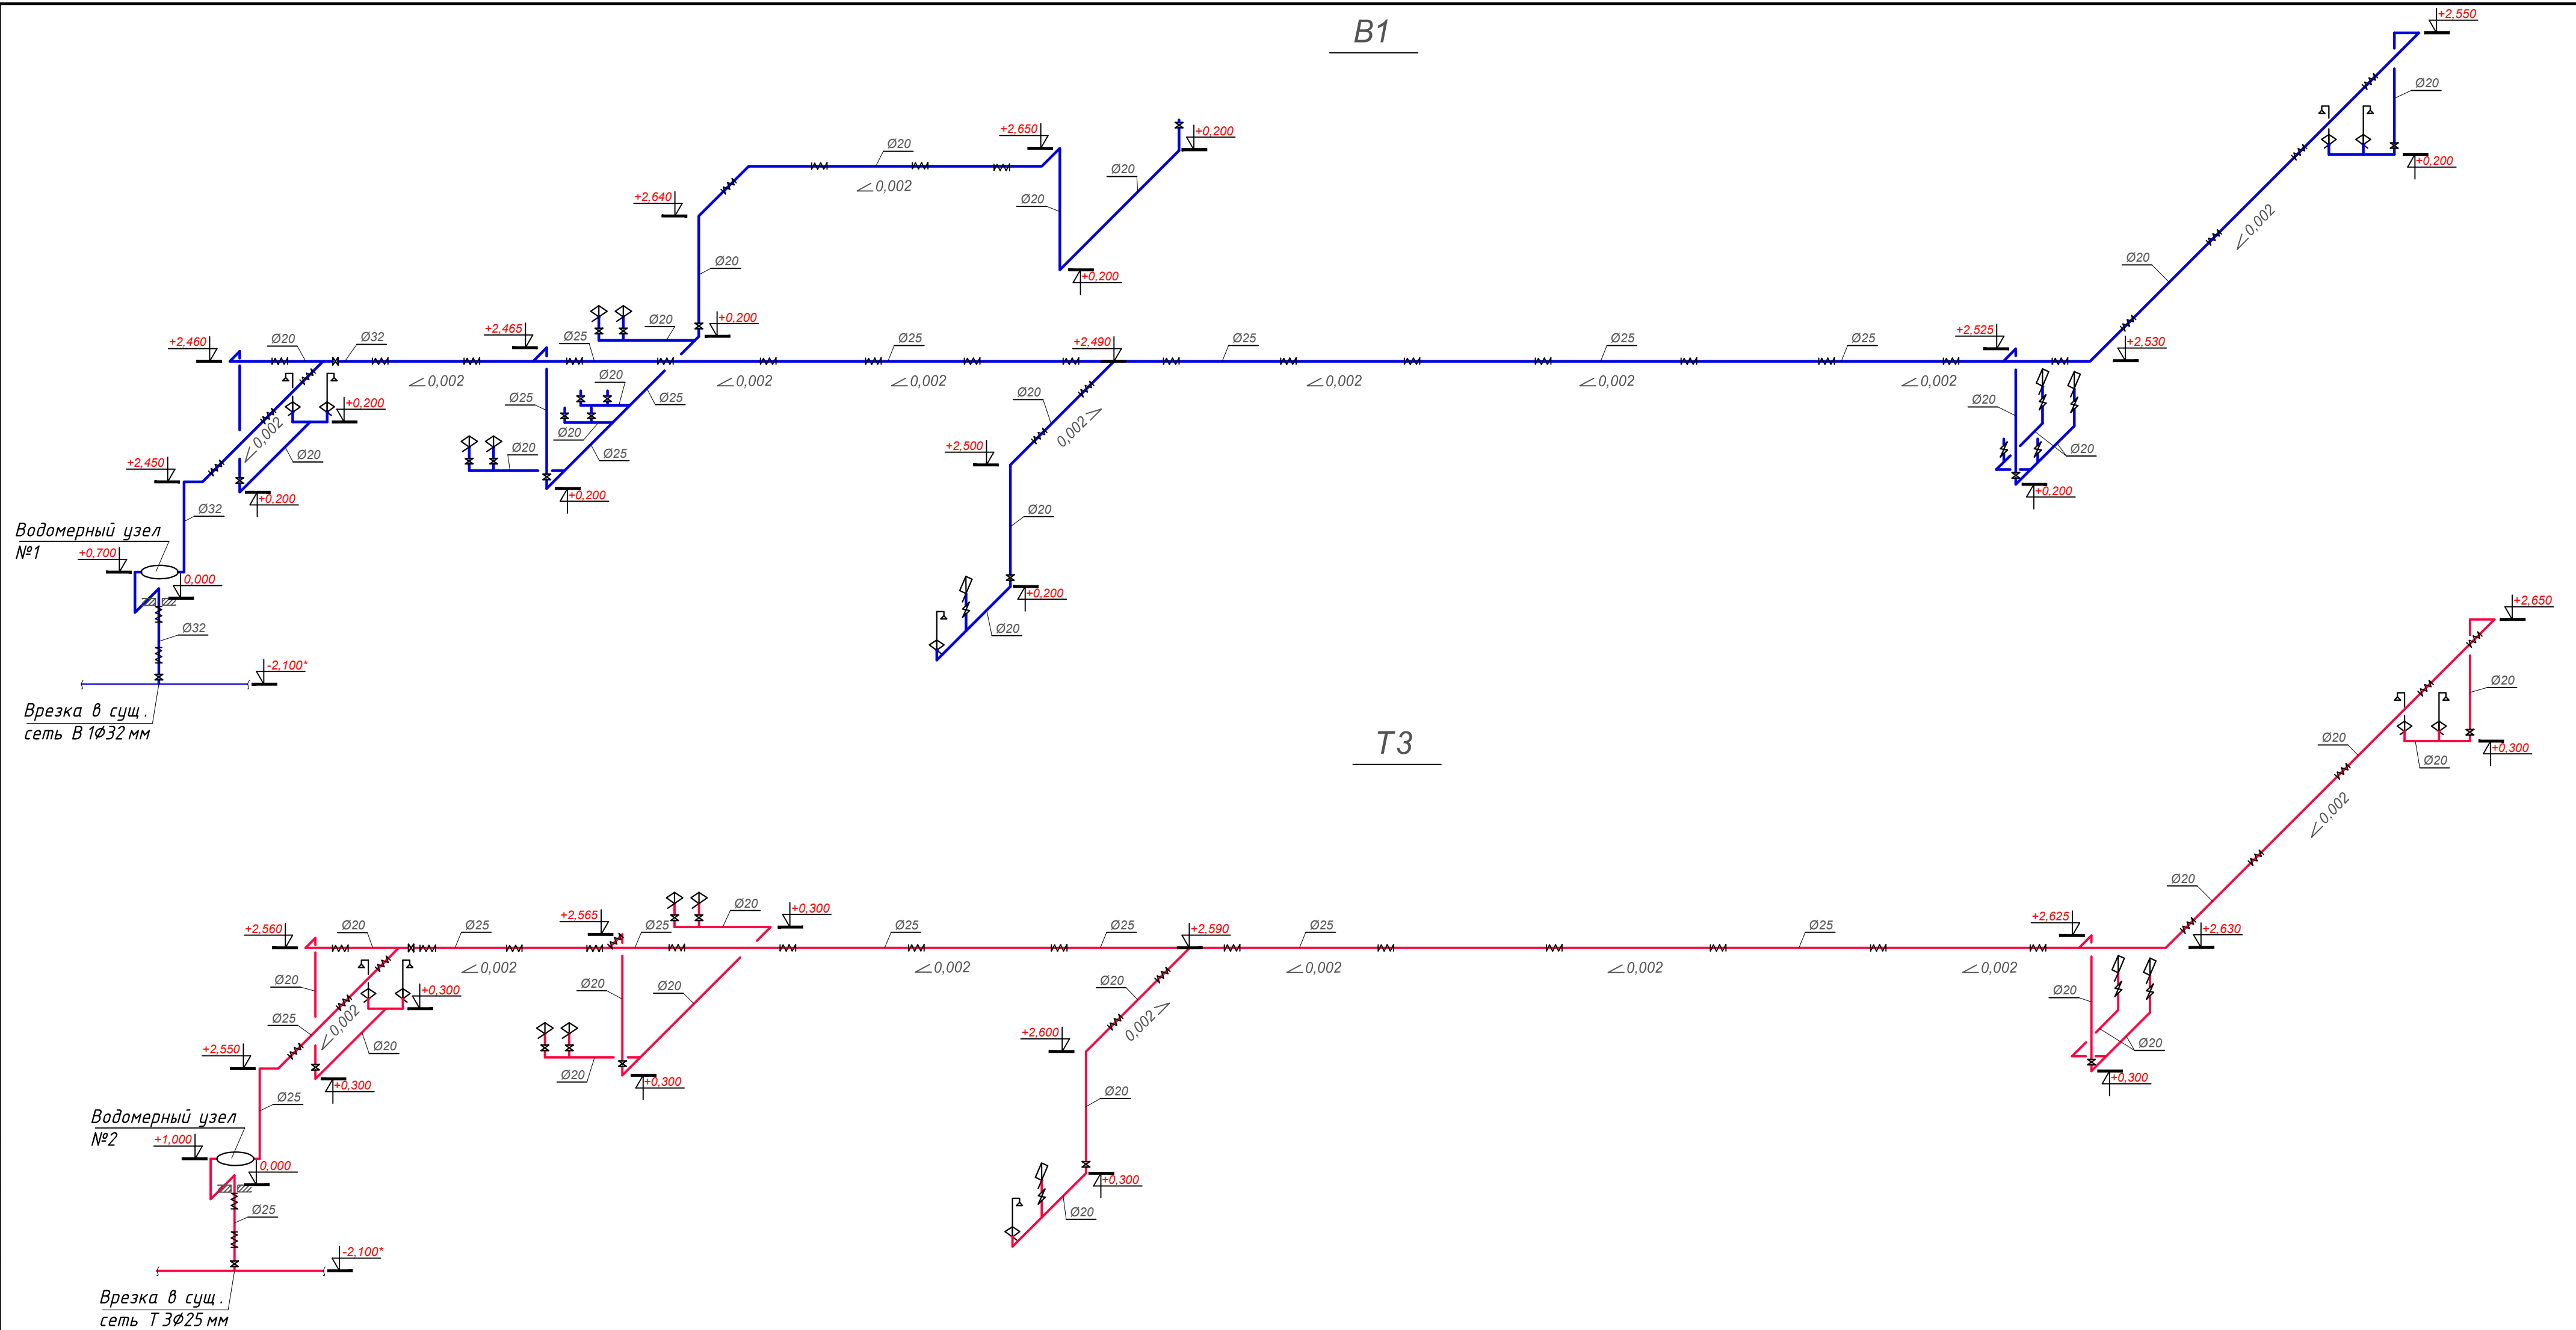 В1
+2,550
Ø20
+0,200
+2,650
+0,200
Ø20
Ø20
0,002
Ø20
+2,640
Ø20
+0,200
0,002
Ø20
+0,200
Ø20
+2,460
Ø20
Ø32
+2,465
Ø25
Ø25
+2,490
Ø25
Ø25
Ø25
+2,525
+2,530
0,002
0,002
0,002
0,002
0,002
0,002
Ø20
Ø25
Ø25
Ø20
Ø20
+0,200
0,002
0,002
Ø20
Ø20
Ø20
Ø25
Ø20
+2,450
+2,500
+0,200
+0,200
+0,200
Ø32
Ø20
Водомерный узел
№1
+0,700
0,000
+0,200
Ø32
Ø20
-2,100*
Врезка в сущ.
сеть В1Ø32 мм
Т3
+2,650
Ø20
Ø20
+0,300
Ø20
0,002
Ø20
+2,560
Ø20
Ø25
+2,565
Ø25
Ø20
+0,300
Ø25
Ø25
+2,590
Ø25
Ø25
+2,625
+2,630
0,002
0,002
0,002
0,002
0,002
Ø20
+0,300
Ø20
Ø20
Ø20
Ø20
Ø25
0,002
0,002
+2,550
Ø20
+2,600
Ø20
Ø20
+0,300
+0,300
+0,300
Ø25
Ø20
Водомерный узел
№2
+1,000
0,000
+0,300
Ø25
Ø20
-2,100*
Врезка в сущ.
сеть Т3Ø25 мм